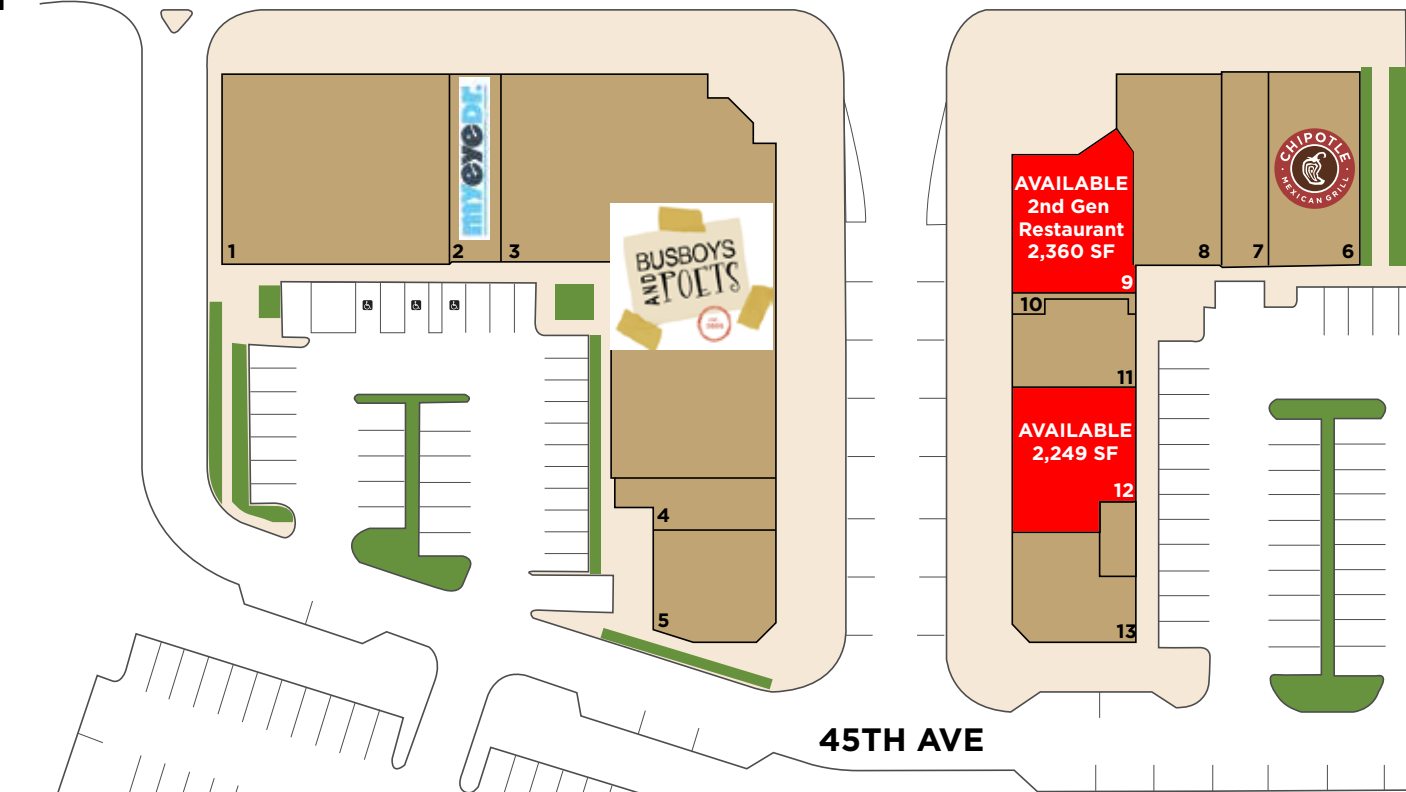 myeyeDr.
1
2
3
BUSBOYS
AND
POETS
4
5
AVAILABLE
2nd Gen
Restaurant
2,360 SF
9
8
7
6
CHIPOTLE
MEXICAN GRILL
10
11
AVAILABLE
2,249 SF
12
13
45TH AVE